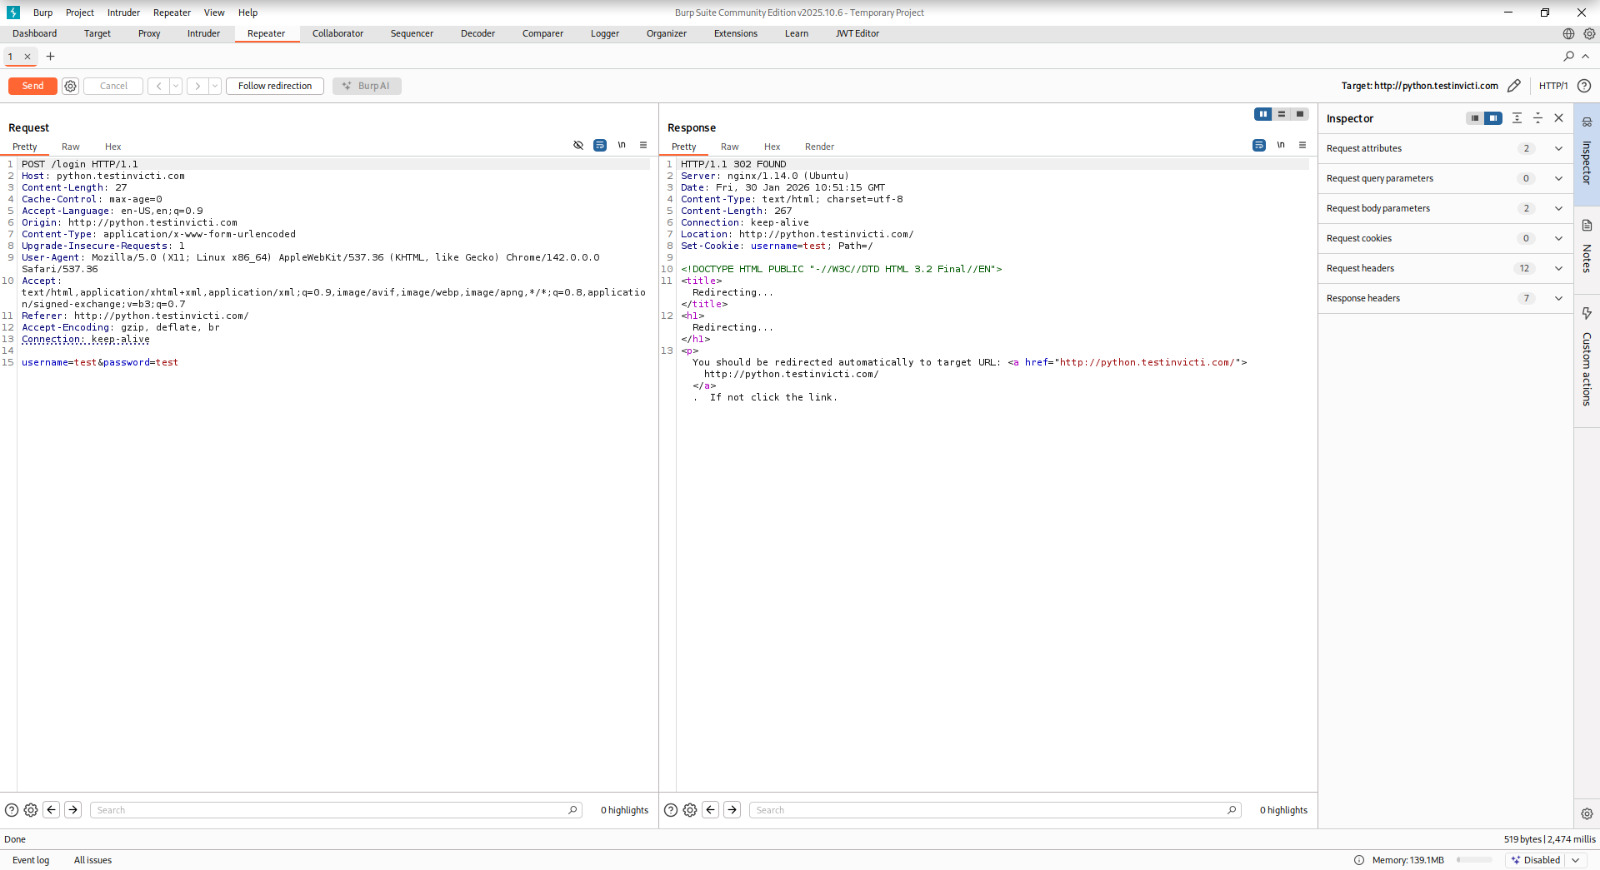 Burp Project Intruder Repeater View Help Burp Suite Community Edition v2025.10.6 - Temporary Project
Dashboard Target Proxy Intruder Repeater Collaborator Sequencer Decoder Comparer Logger Organizer Extensions Learn JWT Editor
1 × +
Send Cancel < > Follow redirection Burp AI Target: http://python.testinvicti.com HTTP/1
Request
Pretty Raw Hex \n
1 POST /login HTTP/1.1
2 Host: python.testinvicti.com
3 Content-Length: 27
4 Cache-Control: max-age=0
5 Accept-Language: en-US,en;q=0.9
6 Origin: http://python.testinvicti.com
7 Content-Type: application/x-www-form-urlencoded
8 Upgrade-Insecure-Requests: 1
9 User-Agent: Mozilla/5.0 (X11; Linux x86_64) AppleWebKit/537.36 (KHTML, like Gecko) Chrome/142.0.0.0
Safari/537.36
10 Accept:
text/html,application/xhtml+xml,application/xml;q=0.9,image/avif,image/webp,image/apng,*/*;q=0.8,applicatio
n/signed-exchange;v=b3;q=0.7
11 Referer: http://python.testinvicti.com/
12 Accept-Encoding: gzip, deflate, br
13 Connection: keep-alive
14
15 username=test&password=test
Search 0 highlights
Response
Pretty Raw Hex Render \n
1 HTTP/1.1 302 FOUND
2 Server: nginx/1.14.0 (Ubuntu)
3 Date: Fri, 30 Jan 2026 10:51:15 GMT
4 Content-Type: text/html; charset=utf-8
5 Content-Length: 267
6 Connection: keep-alive
7 Location: http://python.testinvicti.com/
8 Set-Cookie: username=test; Path=/
9
10 <!DOCTYPE HTML PUBLIC "-//W3C//DTD HTML 3.2 Final//EN">
11 <title>
Redirecting...
</title>
12 <h1>
Redirecting...
</h1>
13 <p>
You should be redirected automatically to target URL: <a href="http://python.testinvicti.com/">
http://python.testinvicti.com/
</a>
. If not click the link.
Search 0 highlights
Inspector
Request attributes 2
Request query parameters 0
Request body parameters 2
Request cookies 0
Request headers 12
Response headers 7
Inspector
Notes
Custom actions
Done 519 bytes | 2,474 millis
Event log All issues Memory: 139.1MB Disabled